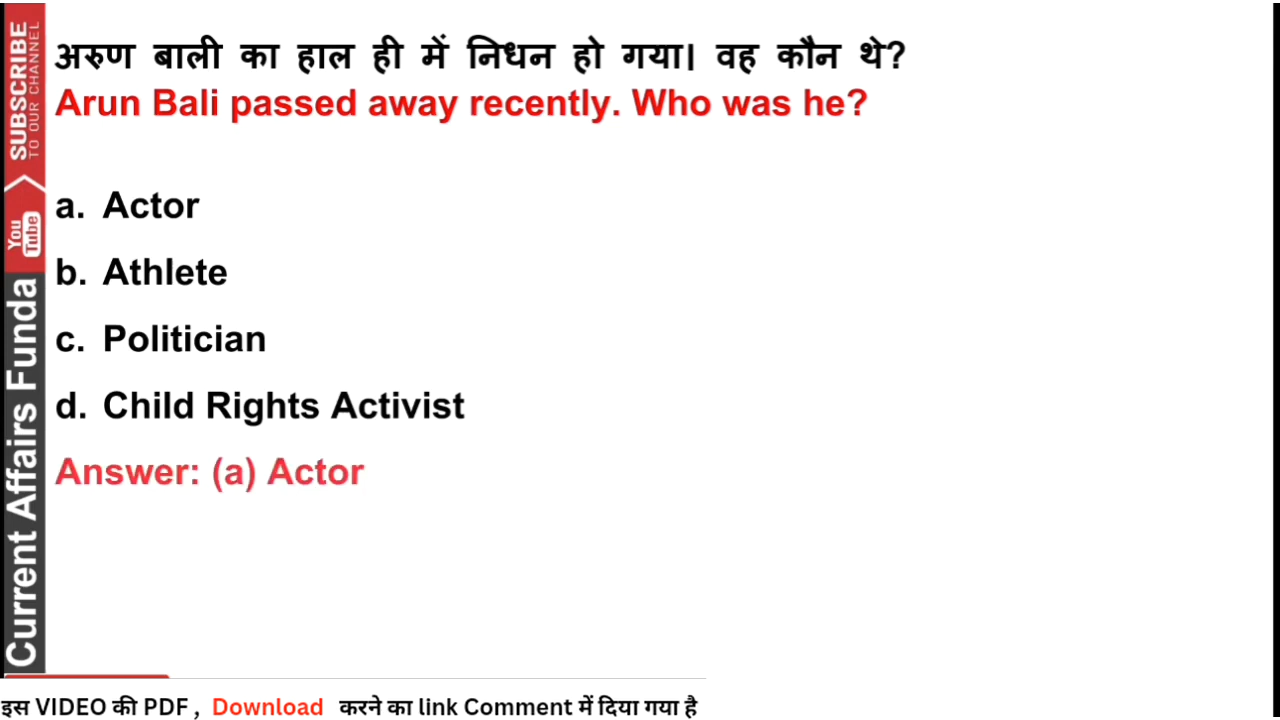 अरुण बाली का हाल ही में निधन हो गया। वह कौन थे?
Arun Bali passed away recently. Who was he?
a. Actor
b. Athlete
c. Politician
d. Child Rights Activist
Answer: (a) Actor
SUBSCRIBE
TO OUR CHANNEL
You
Tube
Current Affairs Funda
इस VIDEO की PDF , Download करने का link Comment में दिया गया है